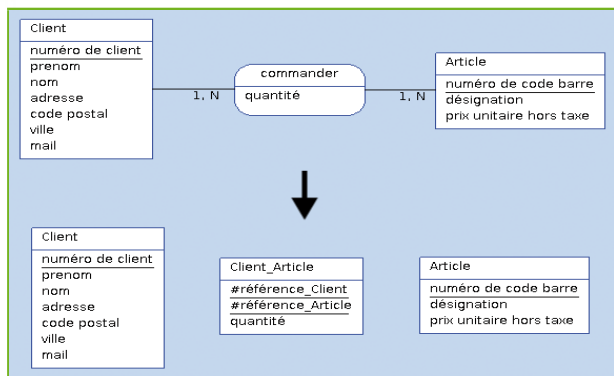 Client
numéro de client
prenom
nom
adresse
code postal
ville
mail
1, N
commander
quantité
1, N
Article
numéro de code barre
désignation
prix unitaire hors taxe
Client
numéro de client
prenom
nom
adresse
code postal
ville
mail
Client_Article
#référence_Client
#référence_Article
quantité
Article
numéro de code barre
désignation
prix unitaire hors taxe